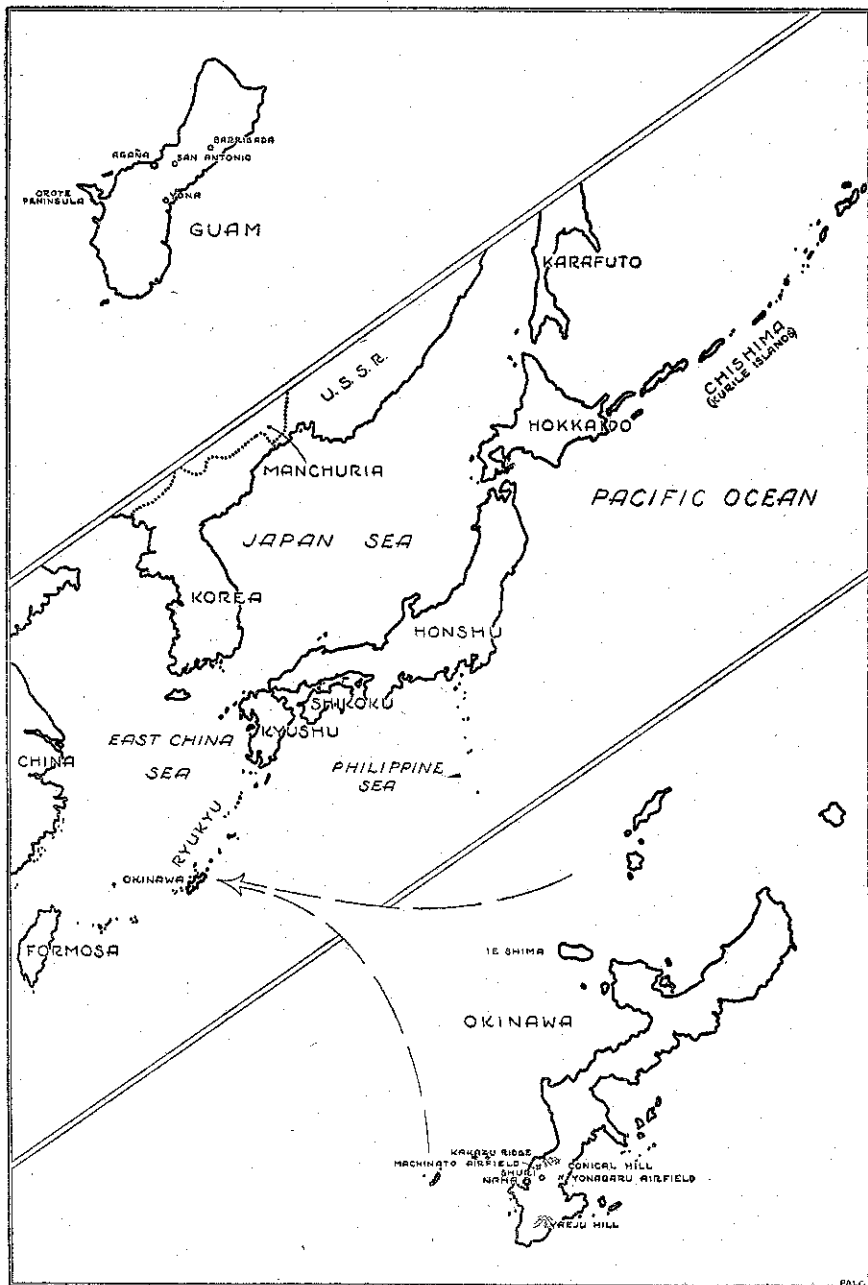 BARRIGADA
AGAÑA
SAN ANTONIO
OROTE
PENINSULA
YONA
GUAM
KARAFUTO
U.S.S.R.
CHISHIMA
(KURILE ISLANDS)
HOKKAIDO
MANCHURIA
PACIFIC OCEAN
JAPAN SEA
KOREA
HONSHU
SHIKOKU
KYUSHU
EAST CHINA
SEA
CHINA
PHILIPPINE
SEA
RYUKYU
OKINAWA
FORMOSA
IE SHIMA
OKINAWA
KAKAZU RIDGE
MACHINATO AIRFIELD
CONICAL HILL
SHURI
NAHA
YONABARU AIRFIELD
YAEJU HILL